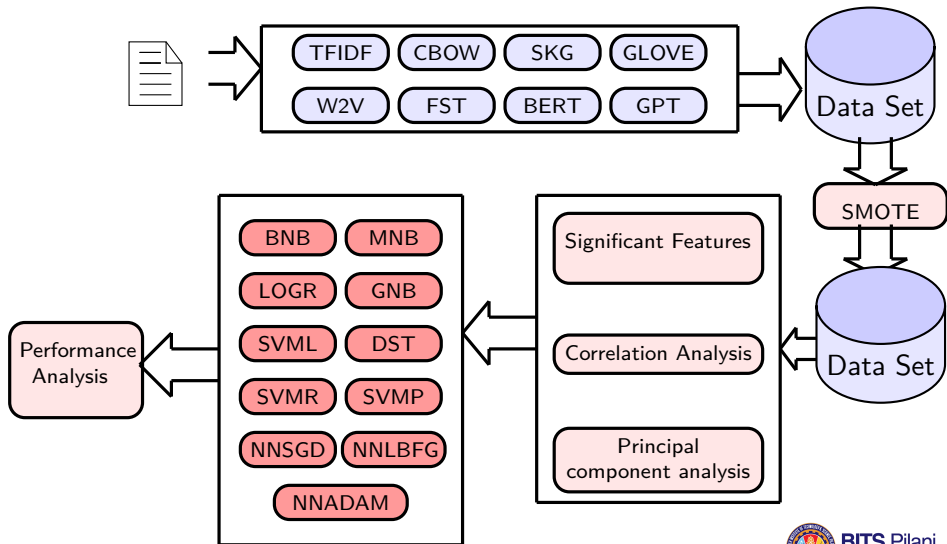 TFIDF CBOW SKG GLOVE
W2V FST BERT GPT
Data Set
SMOTE
Data Set
Significant Features
Correlation Analysis
Principal
component analysis
BNB MNB
LOGR GNB
SVML DST
SVMR SVMP
NNSGD NNLBFG
NNADAM
Performance
Analysis
BITS Pilani